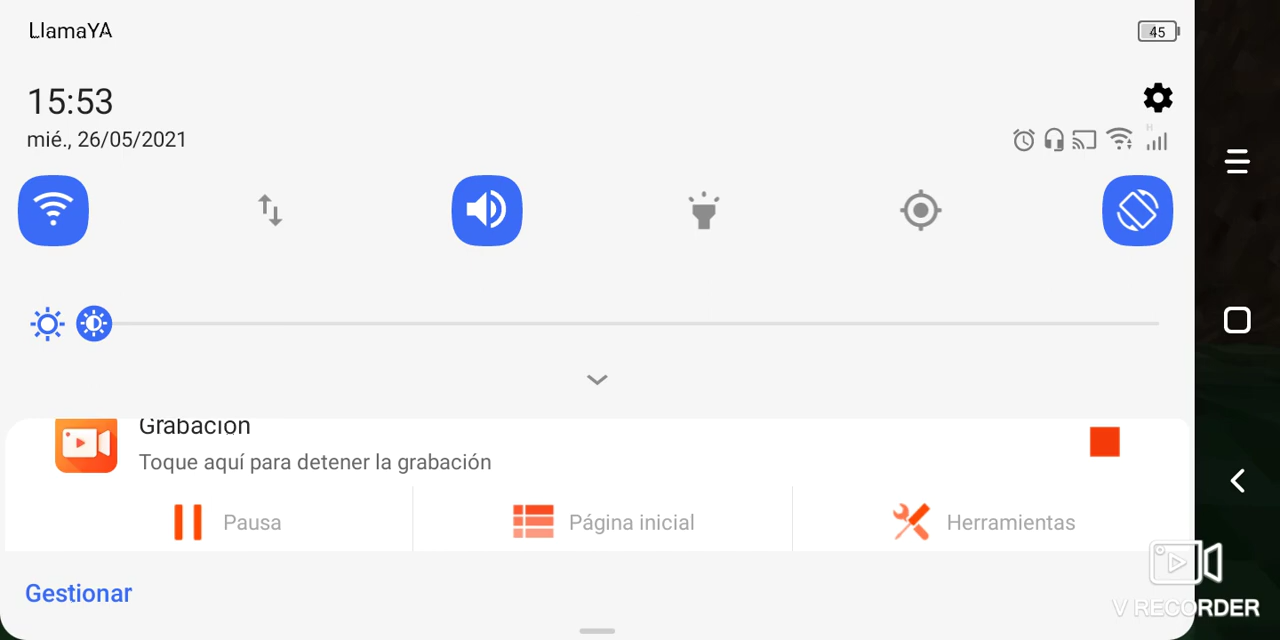 LlamaYA
45
15:53
mié., 26/05/2021
H
Grabación
Toque aquí para detener la grabación
Pausa
Página inicial
Herramientas
Gestionar
V RECORDER